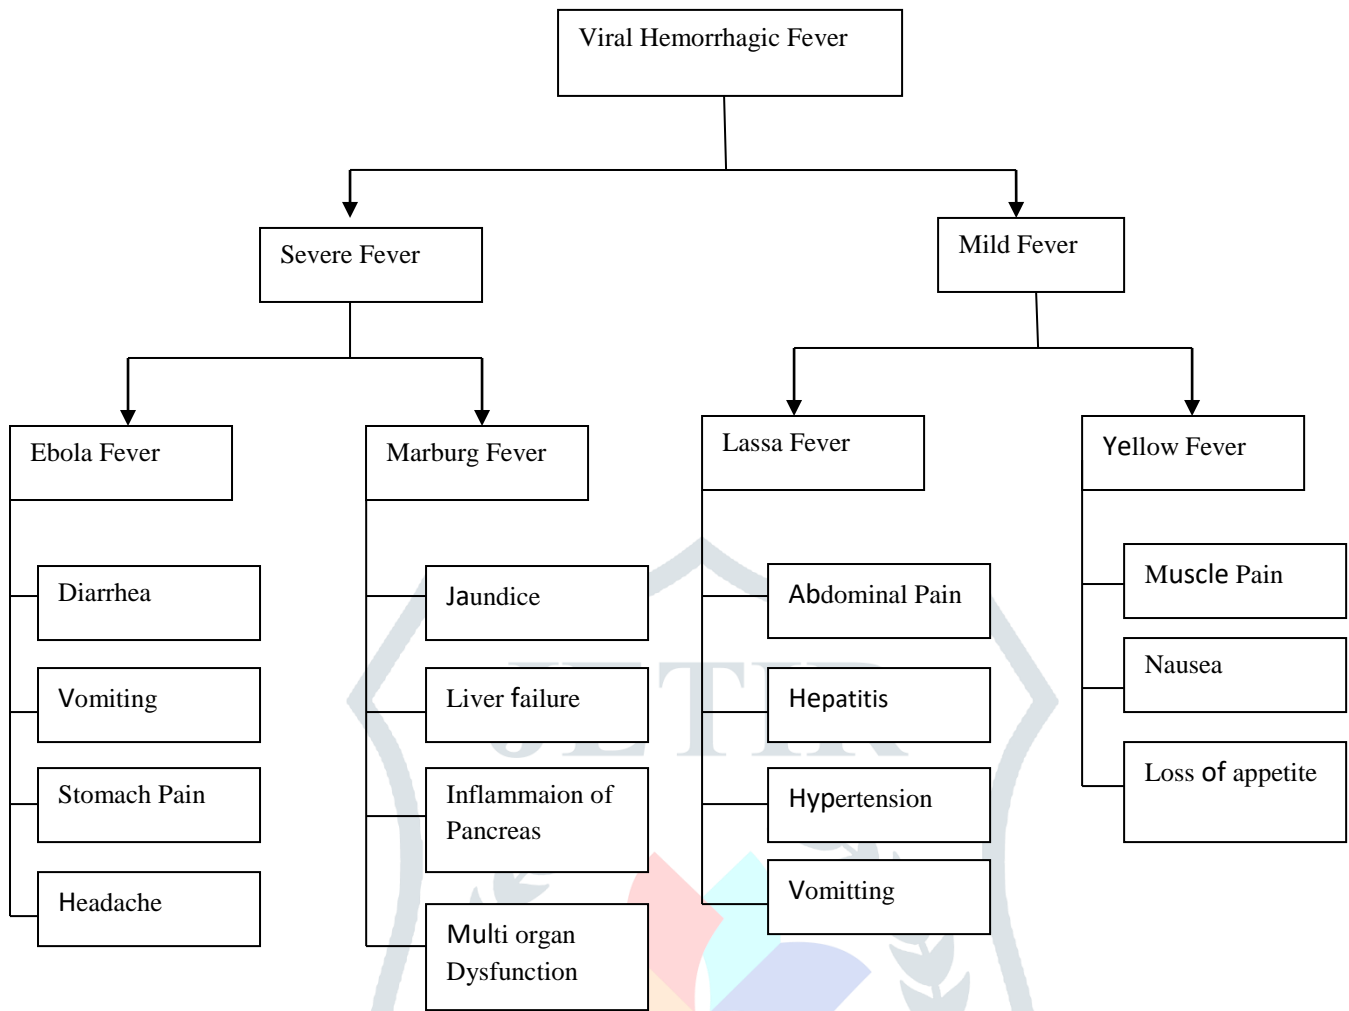 Viral Hemorrhagic Fever
Severe Fever
Mild Fever
Ebola Fever
Marburg Fever
Lassa Fever
Yellow Fever
Diarrhea
Vomiting
Stomach Pain
Headache
Jaundice
Liver failure
Inflammaion of
Pancreas
Multi organ
Dysfunction
Abdominal Pain
Hepatitis
Hypertension
Vomitting
Muscle Pain
Nausea
Loss of appetite
JETIR